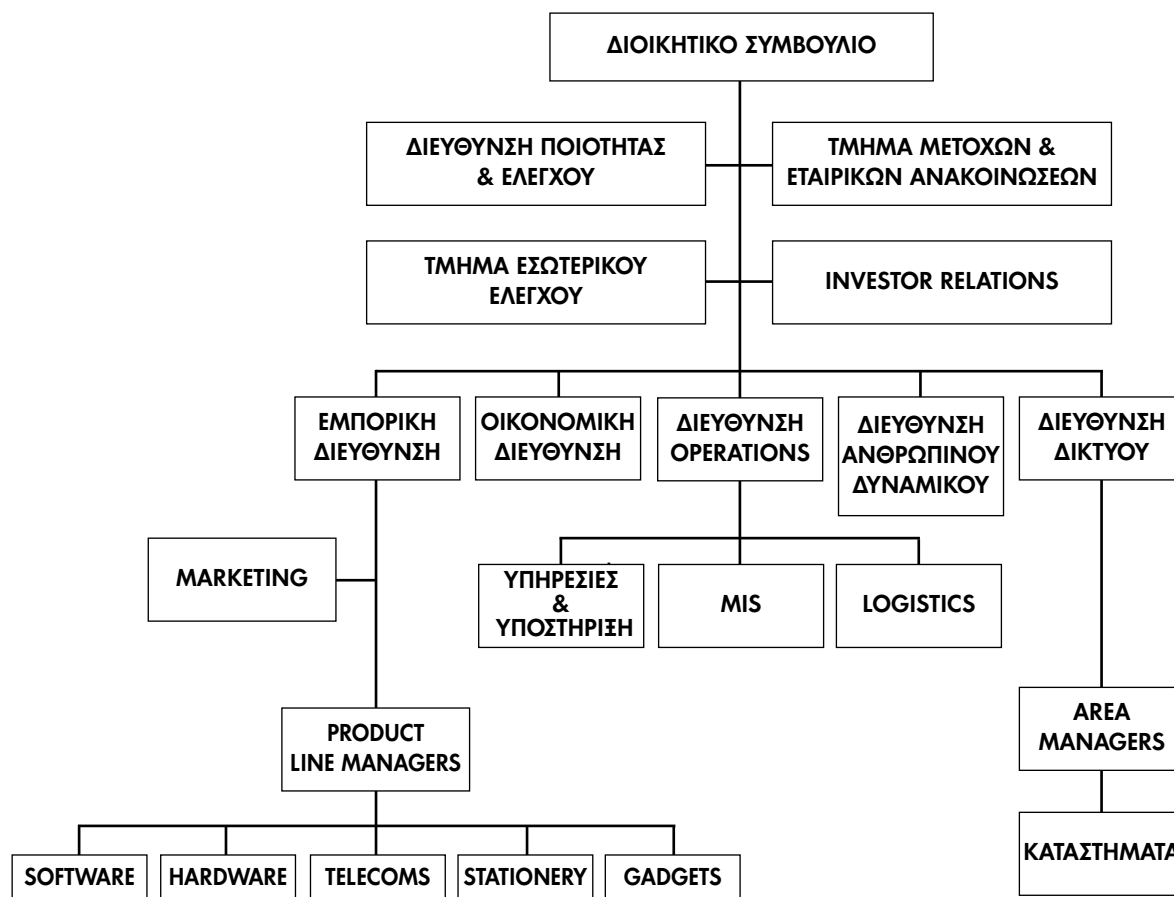 ΔΙΟΙΚΗΤΙΚΟ ΣΥΜΒΟΥΛΙΟ
ΔΙΕΥΘΥΝΣΗ ΠΟΙΟΤΗΤΑΣ
& ΕΛΕΓΧΟΥ
ΤΜΗΜΑ ΜΕΤΟΧΩΝ &
ΕΤΑΙΡΙΚΩΝ ΑΝΑΚΟΙΝΩΣΕΩΝ
ΤΜΗΜΑ ΕΣΩΤΕΡΙΚΟΥ
ΕΛΕΓΧΟΥ
INVESTOR RELATIONS
ΕΜΠΟΡΙΚΗ
ΔΙΕΥΘΥΝΣΗ
ΟΙΚΟΝΟΜΙΚΗ
ΔΙΕΥΘΥΝΣΗ
ΔΙΕΥΘΥΝΣΗ
OPERATIONS
ΔΙΕΥΘΥΝΣΗ
ΑΝΘΡΩΠΙΝΟΥ
ΔΥΝΑΜΙΚΟΥ
ΔΙΕΥΘΥΝΣΗ
ΔΙΚΤΥΟΥ
MARKETING
ΥΠΗΡΕΣΙΕΣ
&
ΥΠΟΣΤΗΡΙΞΗ
MIS
LOGISTICS
PRODUCT
LINE MANAGERS
AREA
MANAGERS
SOFTWARE
HARDWARE
TELECOMS
STATIONERY
GADGETS
ΚΑΤΑΣΤΗΜΑΤΑ